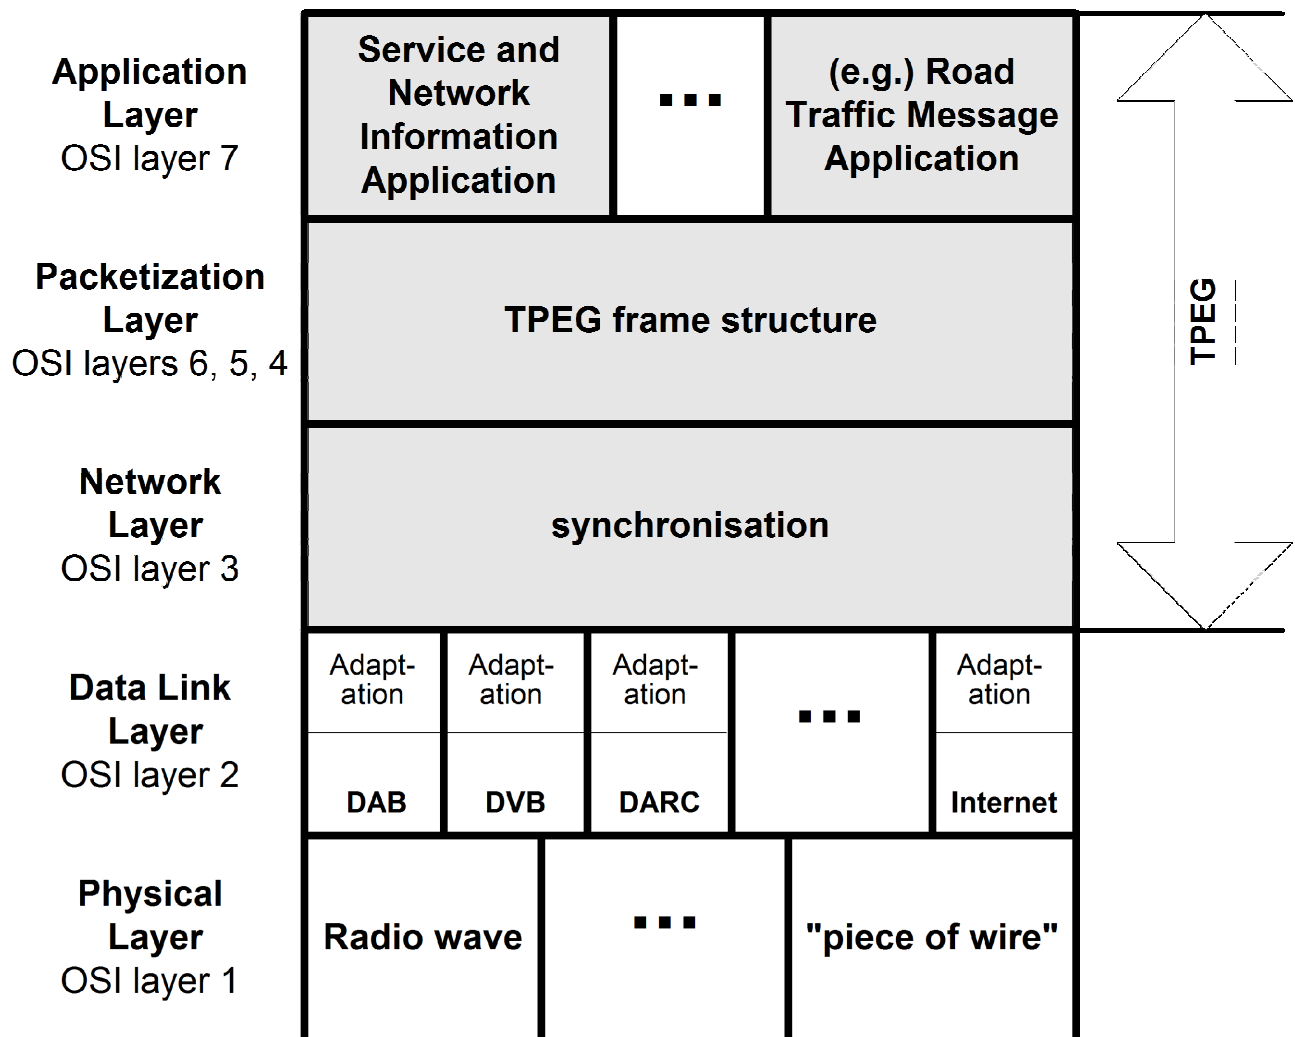 Application
Layer
OSI layer 7
Service and
Network
Information
Application
...
(e.g.) Road
Traffic Message
Application
Packetization
Layer
OSI layers 6, 5, 4
TPEG frame structure
TPEG
Network
Layer
OSI layer 3
synchronisation
Data Link
Layer
OSI layer 2
Adapt-
ation
DAB
Adapt-
ation
DVB
Adapt-
ation
DARC
...
Adapt-
ation
Internet
Physical
Layer
OSI layer 1
Radio wave
...
"piece of wire"